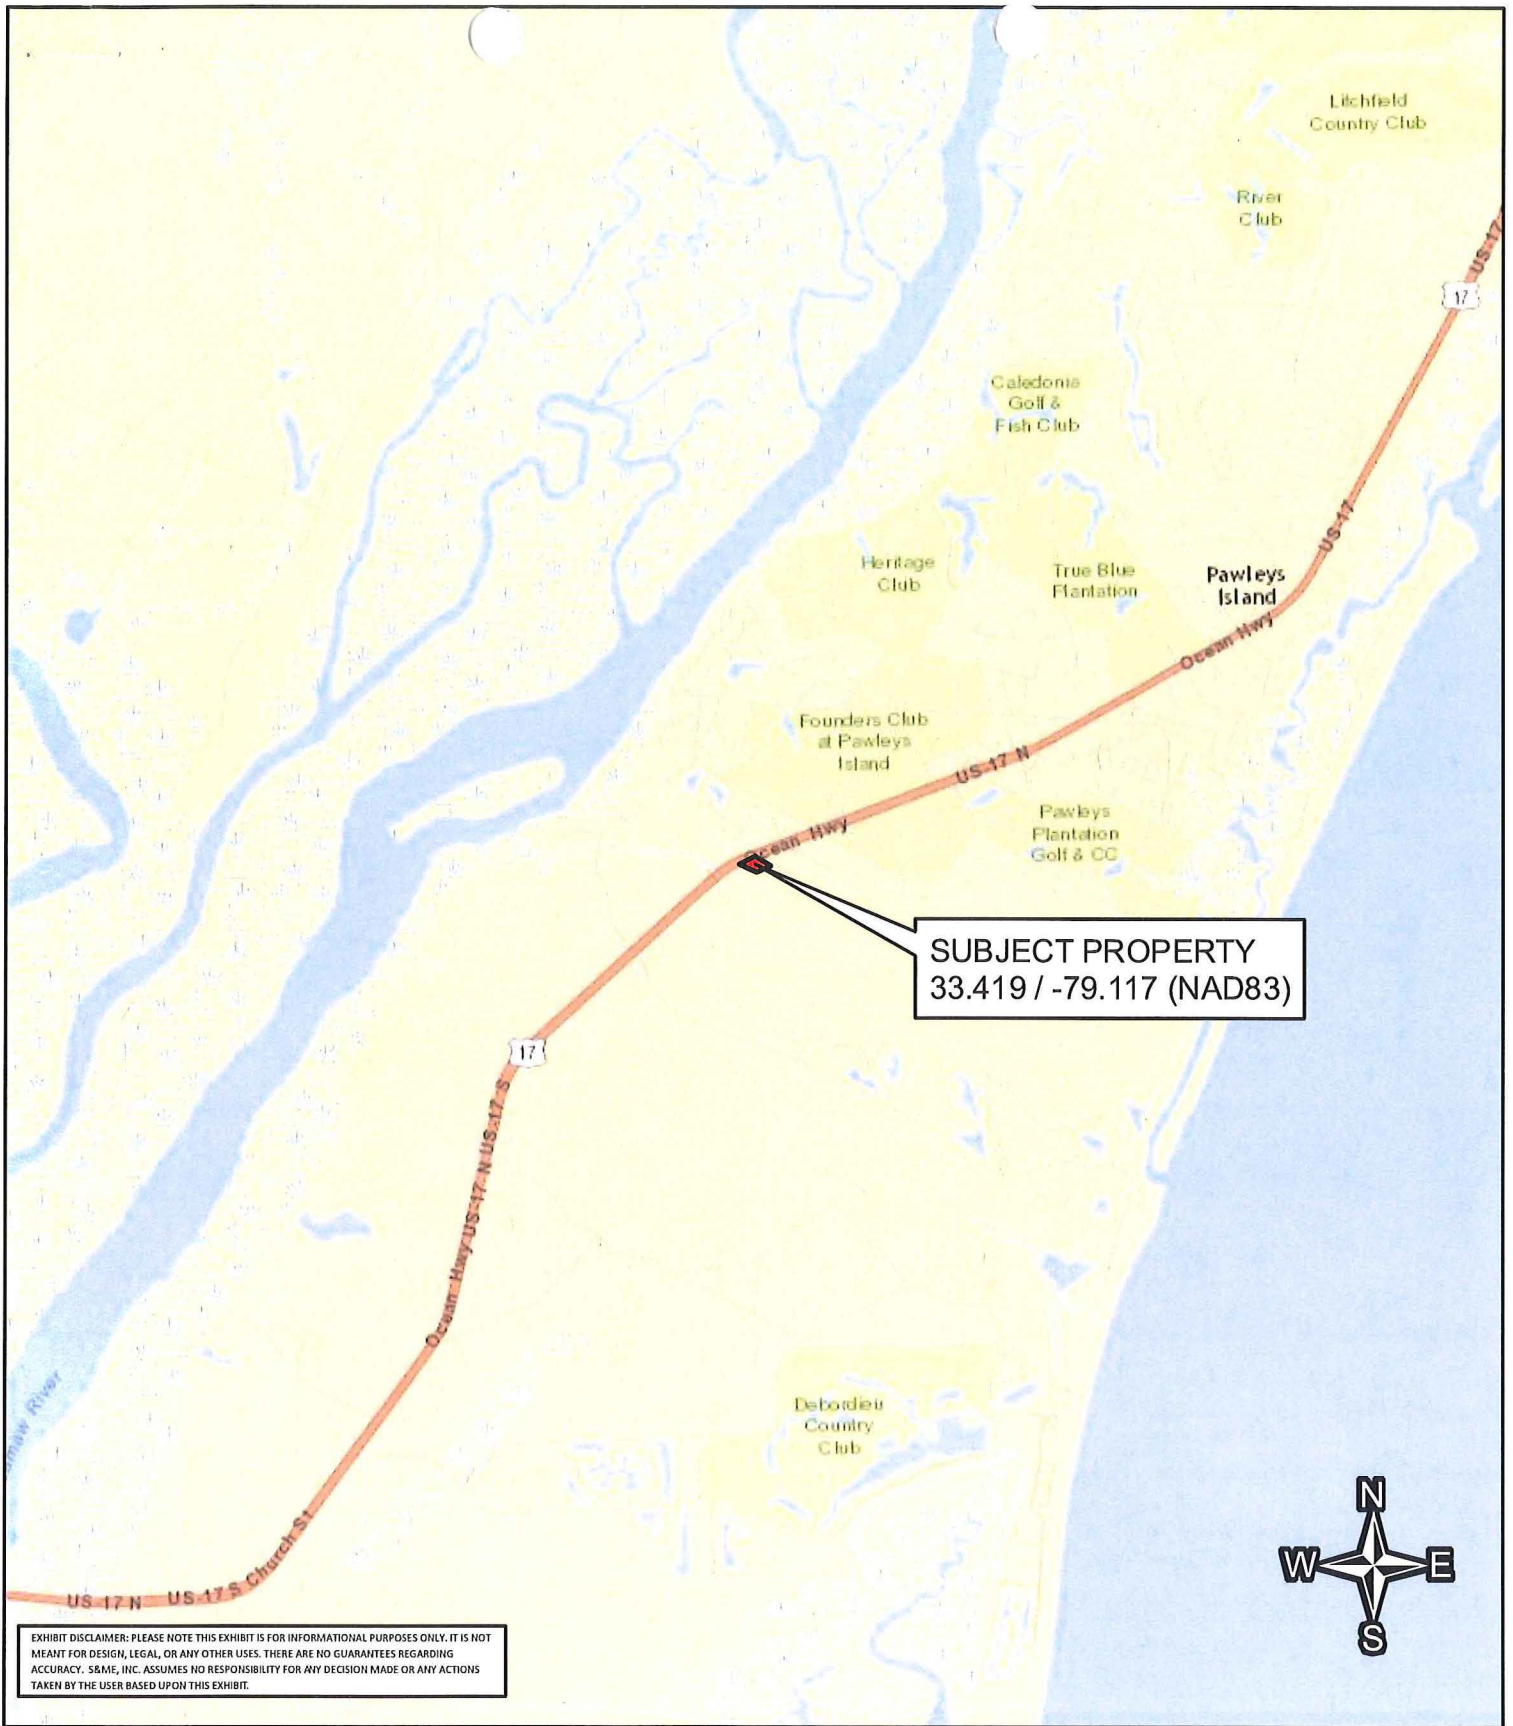 Litchfield
Country Club
River
Club
US-17
17
Caledonia
Golf &
Fish Club
US-17
Heritage
Club
True Blue
Plantation
Pawleys
Island
Ocean Hwy
Founders Club
at Pawleys
Island
US-17 N
Pawleys
Plantation
Golf & CC
Ocean Hwy
SUBJECT PROPERTY
33.419 / -79.117 (NAD83)
17
Ocean Hwy US-17 N US-17 S
Debordieu
Country
Club
River
US-17 S Church St
US 17 N
N
W
E
S
EXHIBIT DISCLAIMER: PLEASE NOTE THIS EXHIBIT IS FOR INFORMATIONAL PURPOSES ONLY. IT IS NOT
MEANT FOR DESIGN, LEGAL, OR ANY OTHER USES. THERE ARE NO GUARANTEES REGARDING
ACCURACY. S&ME, INC. ASSUMES NO RESPONSIBILITY FOR ANY DECISION MADE OR ANY ACTIONS
TAKEN BY THE USER BASED UPON THIS EXHIBIT.